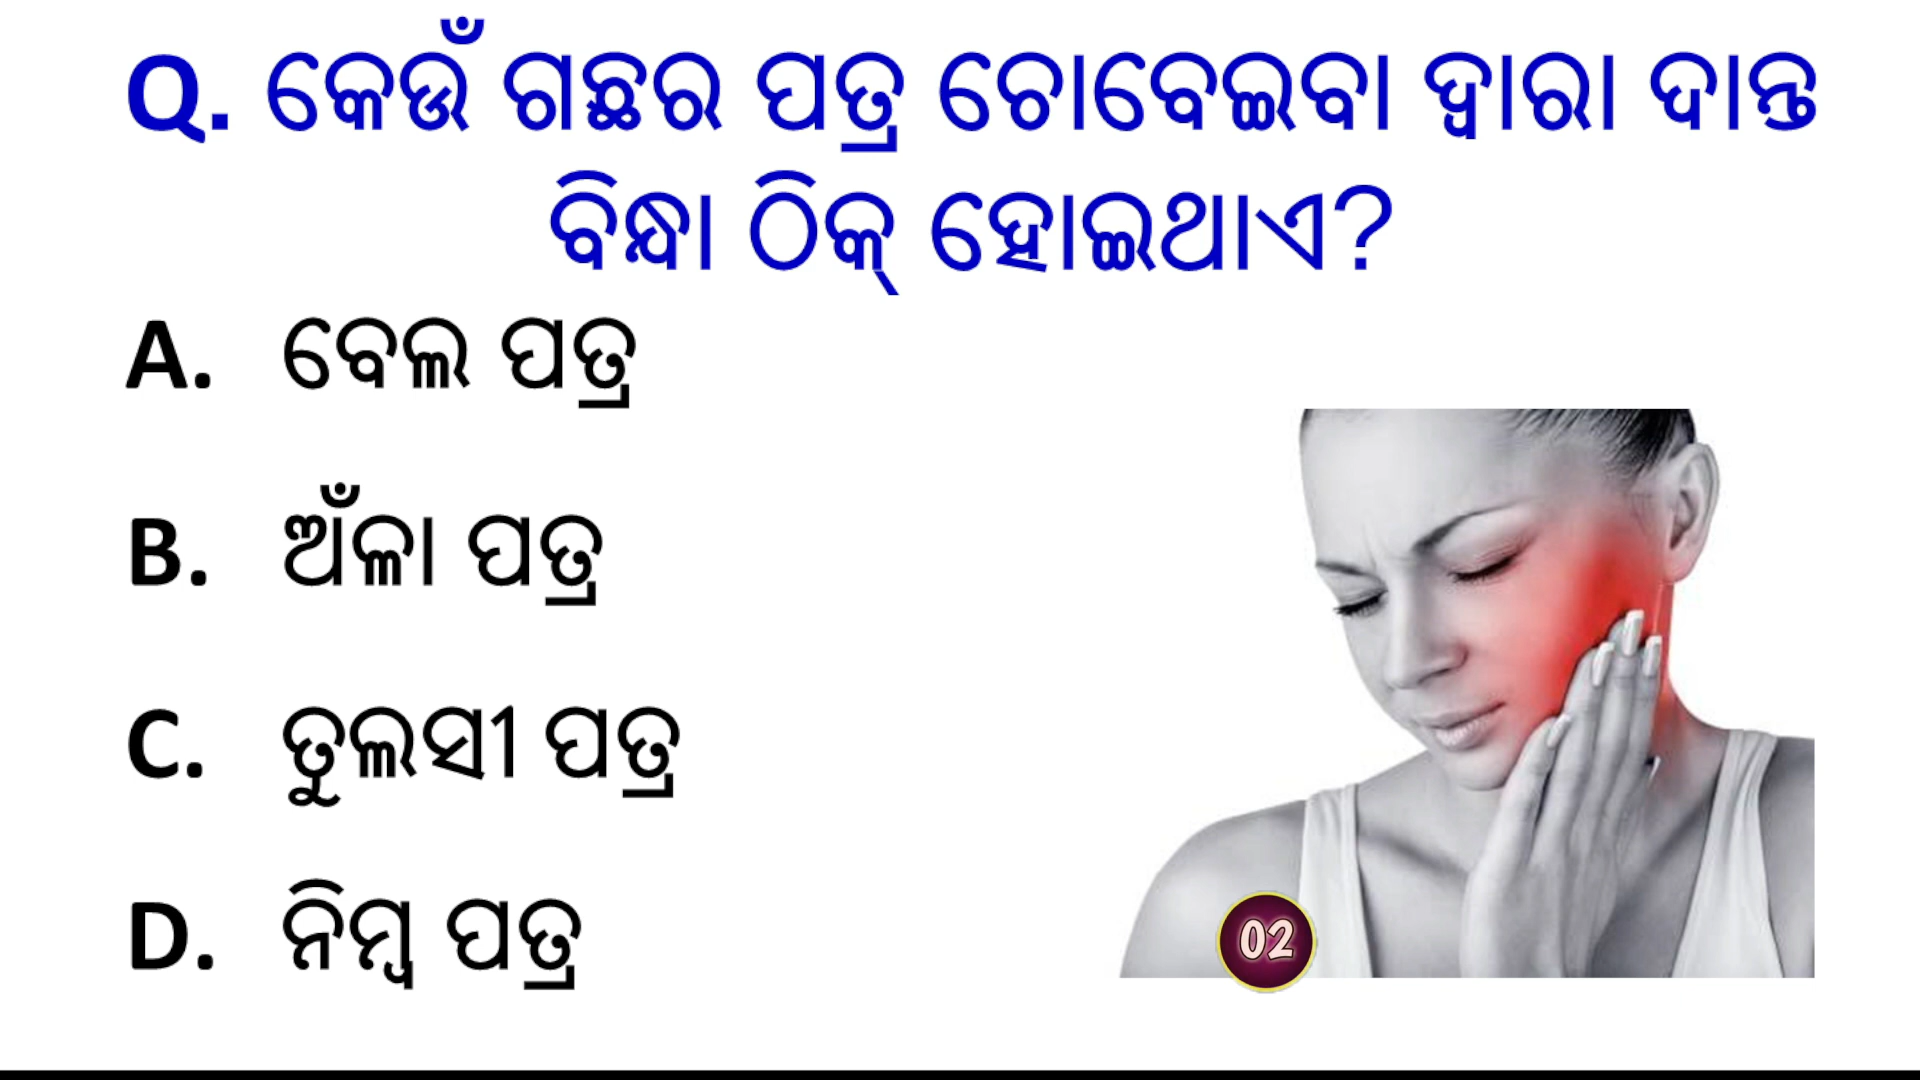 Q. କେଉଁ ଗଛର ପତ୍ର ଚୋବେଇବା ଦ୍ୱାରା ଦାନ୍ତ
ବିନ୍ଧା ଠିକ୍ ହୋଇଥାଏ?
A. ବେଲ ପତ୍ର
B. ଅଁଳା ପତ୍ର
C. ତୁଲସୀ ପତ୍ର
D. ନିମ୍ବ ପତ୍ର
02